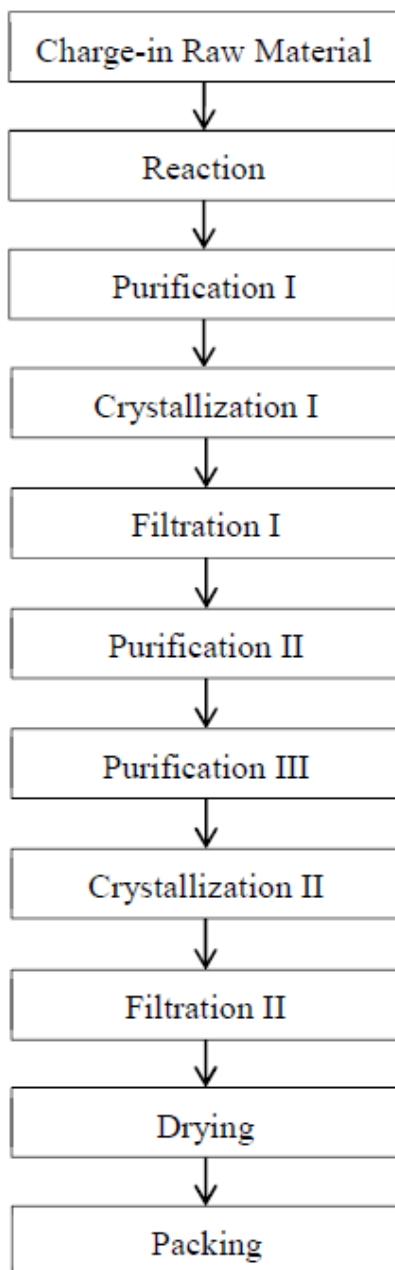 Charge-in Raw Material
Reaction
Purification I
Crystallization I
Filtration I
Purification II
Purification III
Crystallization II
Filtration II
Drying
Packing